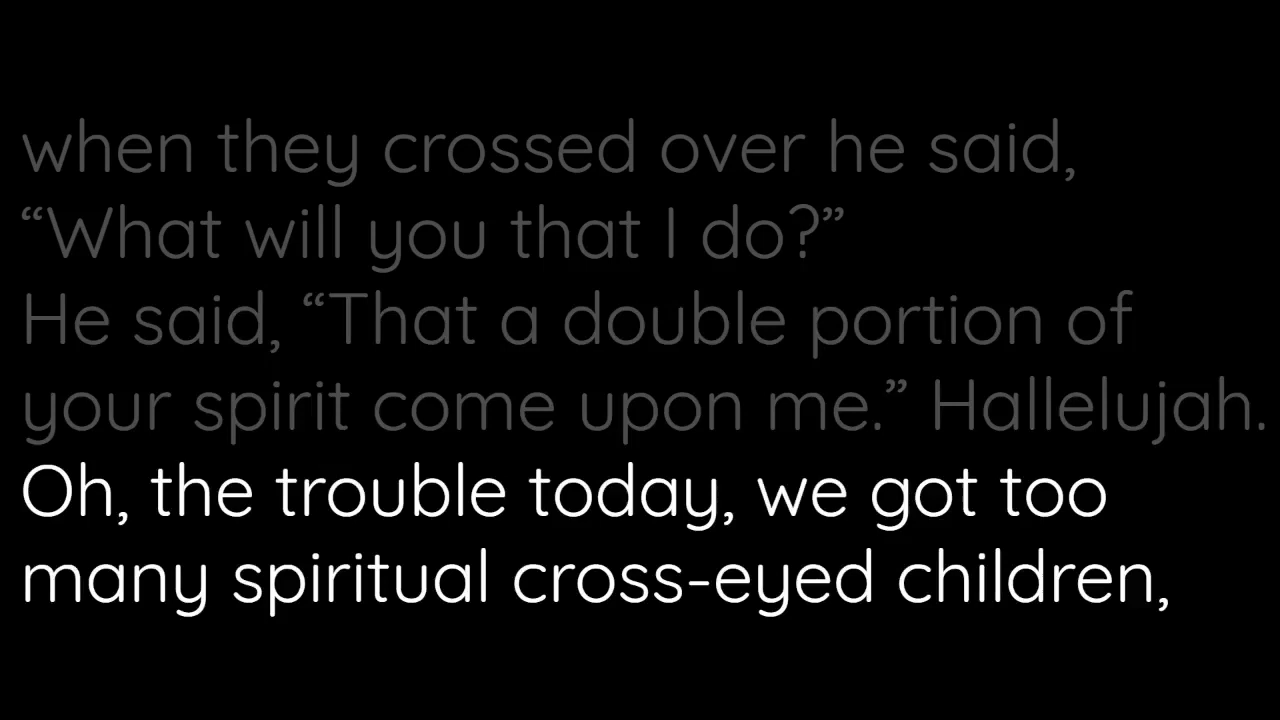 when they crossed over he said,
“What will you that I do?”
He said, “That a double portion of
your spirit come upon me.” Hallelujah.
Oh, the trouble today, we got too
many spiritual cross-eyed children,